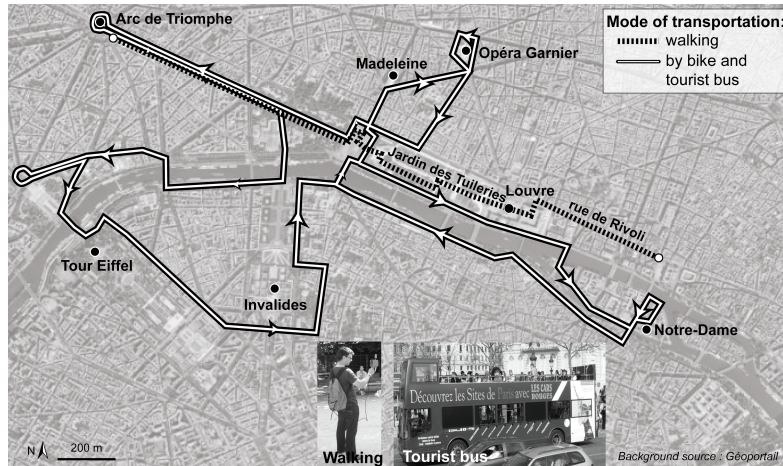 Arc de Triomphe
Mode of transportation:
walking
by bike and
tourist bus
Opéra Garnier
Madeleine
Jardin des Tuileries
Louvre
rue de Rivoli
Tour Eiffel
Invalides
Notre-Dame
Découvrez les Sites de Paris avec LES CARS
ROUGES
N
200 m
Walking
Tourist bus
Background source : Géoportail